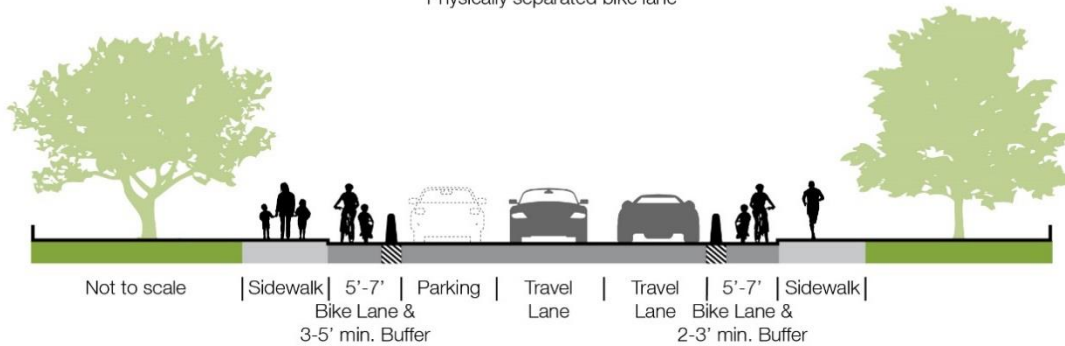 Physically separated bike lane
Not to scale | Sidewalk | 5'-7' | Parking | Travel | Travel | 5'-7' | Sidewalk |
Bike Lane & Lane Lane Bike Lane &
3-5' min. Buffer 2-3' min. Buffer